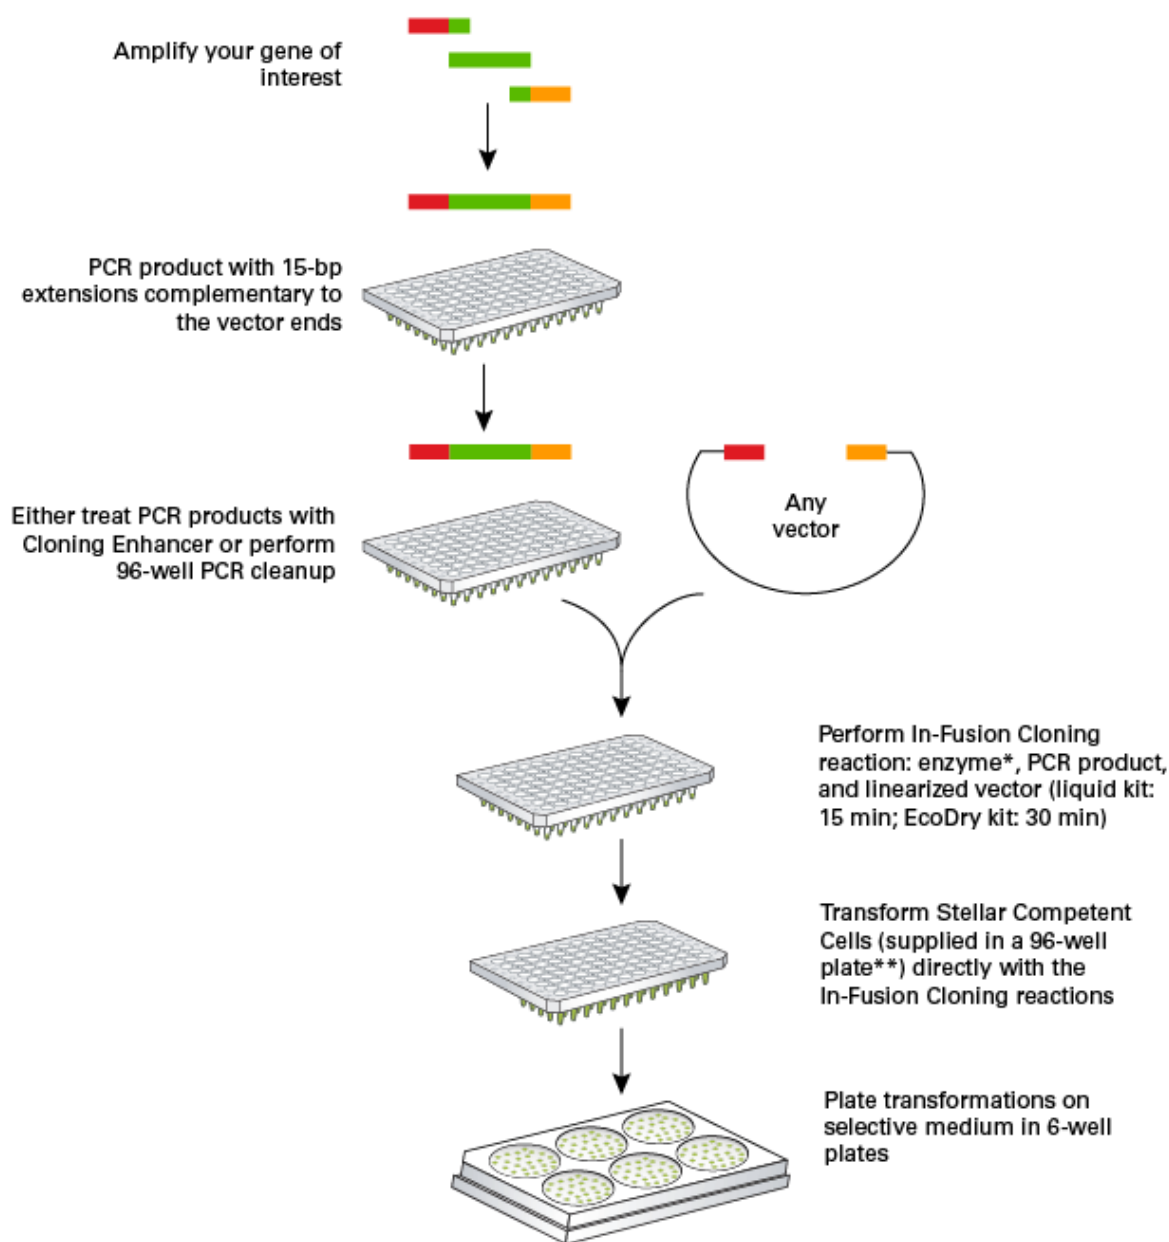 Amplify your gene of
interest
PCR product with 15-bp
extensions complementary to
the vector ends
Either treat PCR products with
Cloning Enhancer or perform
96-well PCR cleanup
Any
vector
Perform In-Fusion Cloning
reaction: enzyme*, PCR product,
and linearized vector (liquid kit:
15 min; EcoDry kit: 30 min)
Transform Stellar Competent
Cells (supplied in a 96-well
plate**) directly with the
In-Fusion Cloning reactions
Plate transformations on
selective medium in 6-well
plates